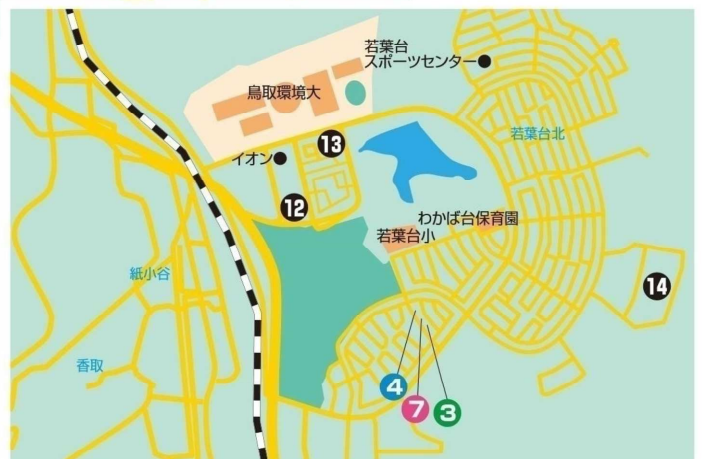 若葉台
スポーツセンター
鳥取環境大
若葉台北
イオン
13
12
わかば台保育園
若葉台小
紙小谷
14
香取
4
7
3